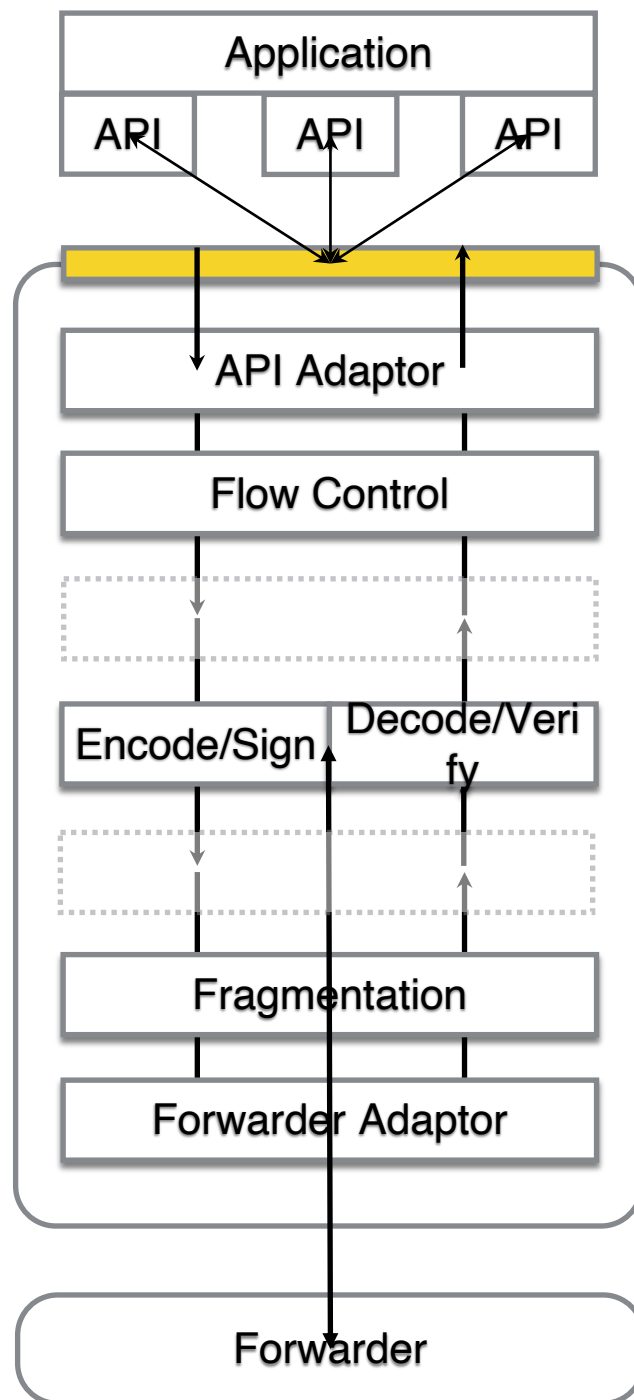 Application
API API API
API Adaptor
Flow Control
Encode/Sign
Decode/Veri
fy
Fragmentation
Forwarder Adaptor
Forwarder